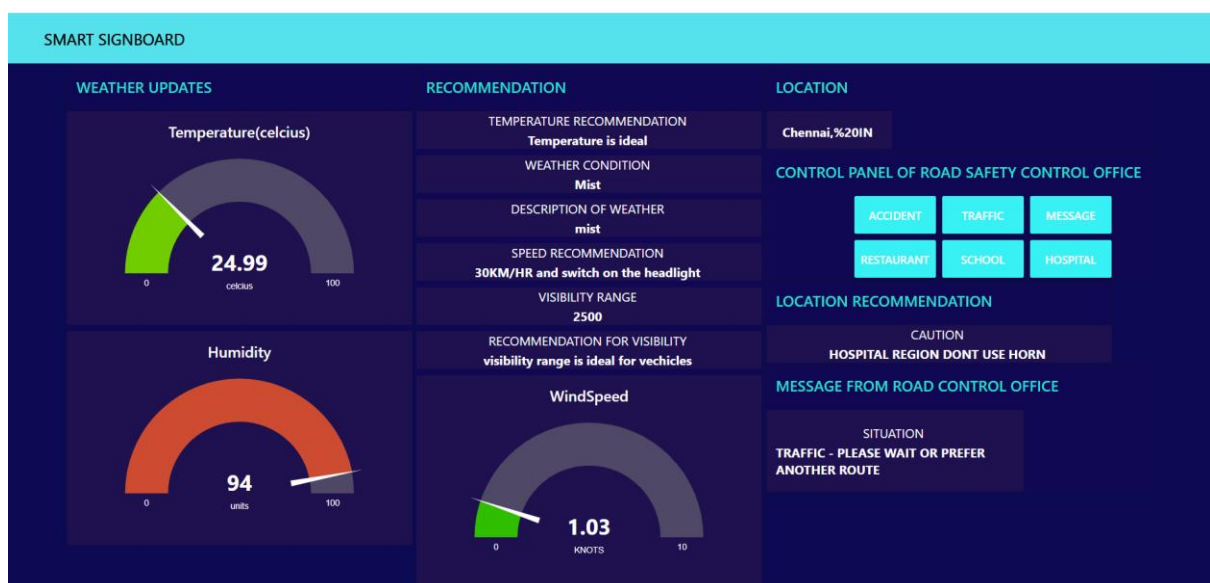 SMART SIGNBOARD
WEATHER UPDATES
Temperature(celcius)
24.99
celcius
0
100
Humidity
94
units
0
100
RECOMMENDATION
TEMPERATURE RECOMMENDATION
Temperature is ideal
WEATHER CONDITION
Mist
DESCRIPTION OF WEATHER
mist
SPEED RECOMMENDATION
30KM/HR and switch on the headlight
VISIBILITY RANGE
2500
RECOMMENDATION FOR VISIBILITY
visibility range is ideal for vechicles
WindSpeed
1.03
KNOTS
0
10
LOCATION
Chennai,%20IN
CONTROL PANEL OF ROAD SAFETY CONTROL OFFICE
ACCIDENT TRAFFIC MESSAGE
RESTAURANT SCHOOL HOSPITAL
LOCATION RECOMMENDATION
CAUTION
HOSPITAL REGION DONT USE HORN
MESSAGE FROM ROAD CONTROL OFFICE
SITUATION
TRAFFIC - PLEASE WAIT OR PREFER
ANOTHER ROUTE